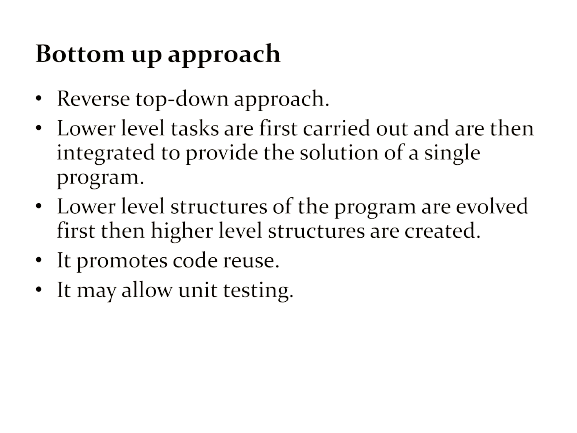 Bottom up approach
• Reverse top-down approach.
• Lower level tasks are first carried out and are then
integrated to provide the solution of a single
program.
• Lower level structures of the program are evolved
first then higher level structures are created.
• It promotes code reuse.
• It may allow unit testing.